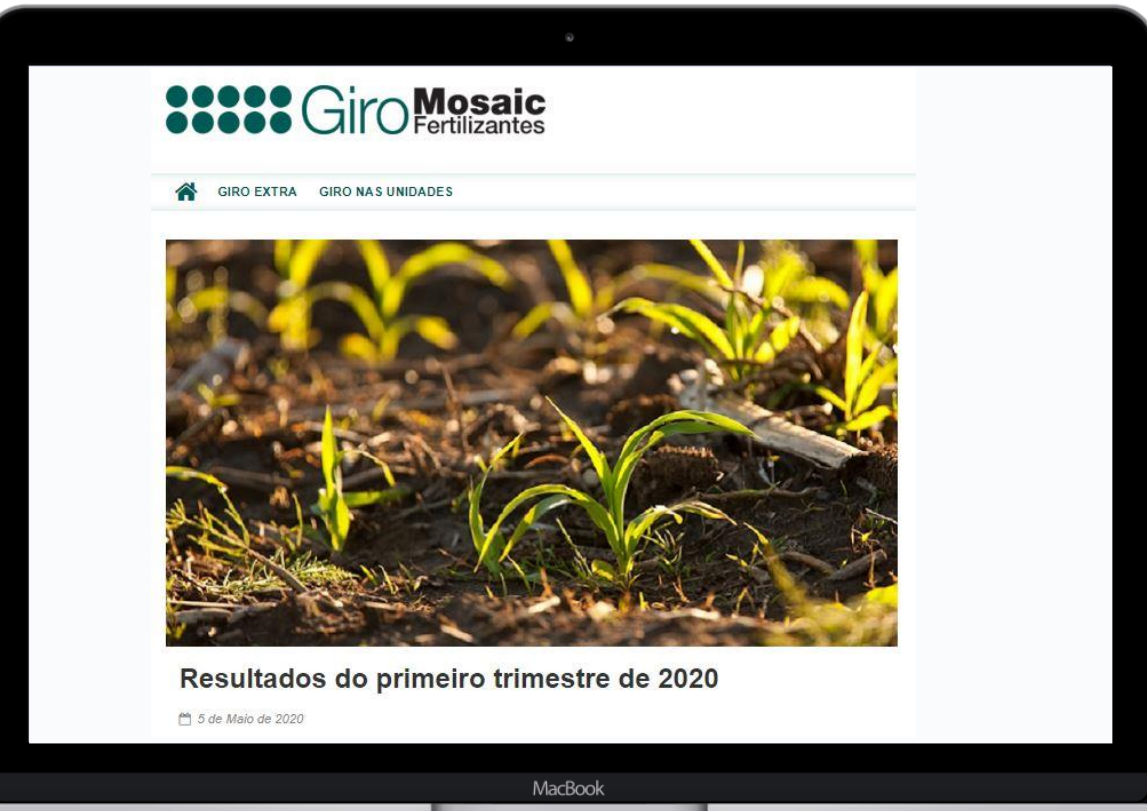 Giro Mosaic
Fertilizantes
GIRO EXTRA GIRO NAS UNIDADES
Resultados do primeiro trimestre de 2020
5 de Maio de 2020
MacBook